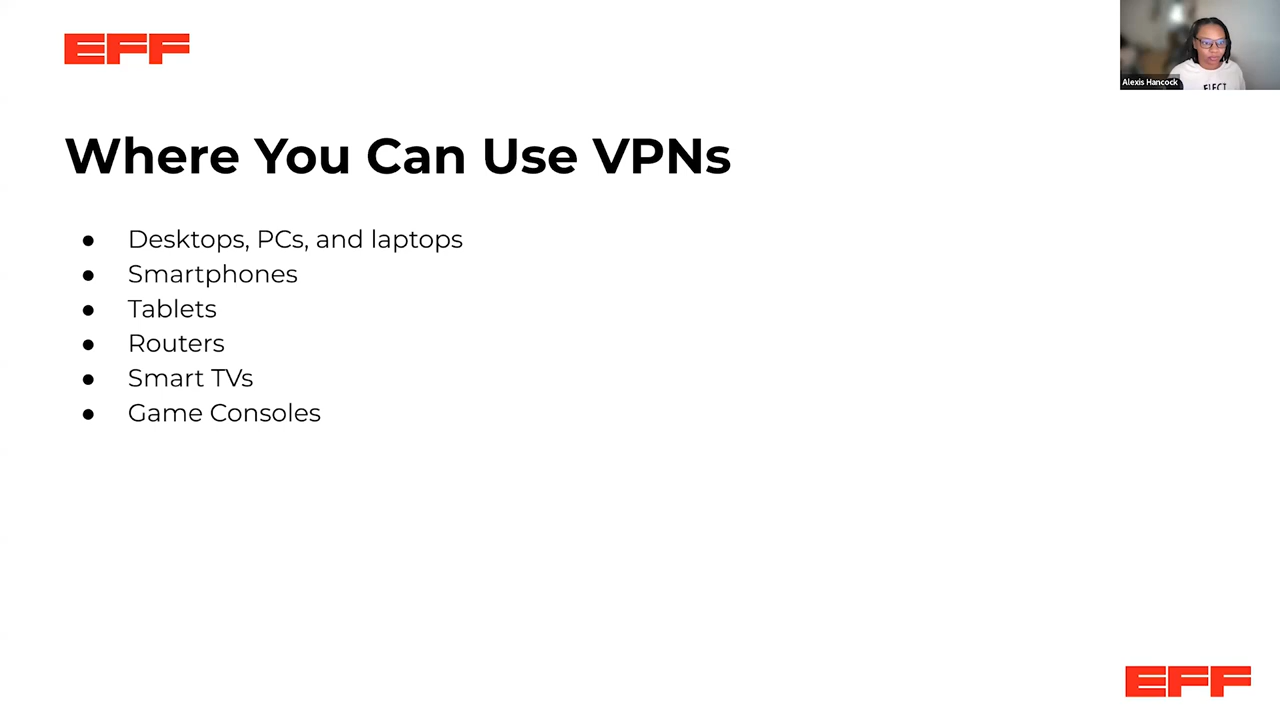 EFF
Alexis Hancock
ELECT
Where You Can Use VPNs
● Desktops, PCs, and laptops
● Smartphones
● Tablets
● Routers
● Smart TVs
● Game Consoles
EFF